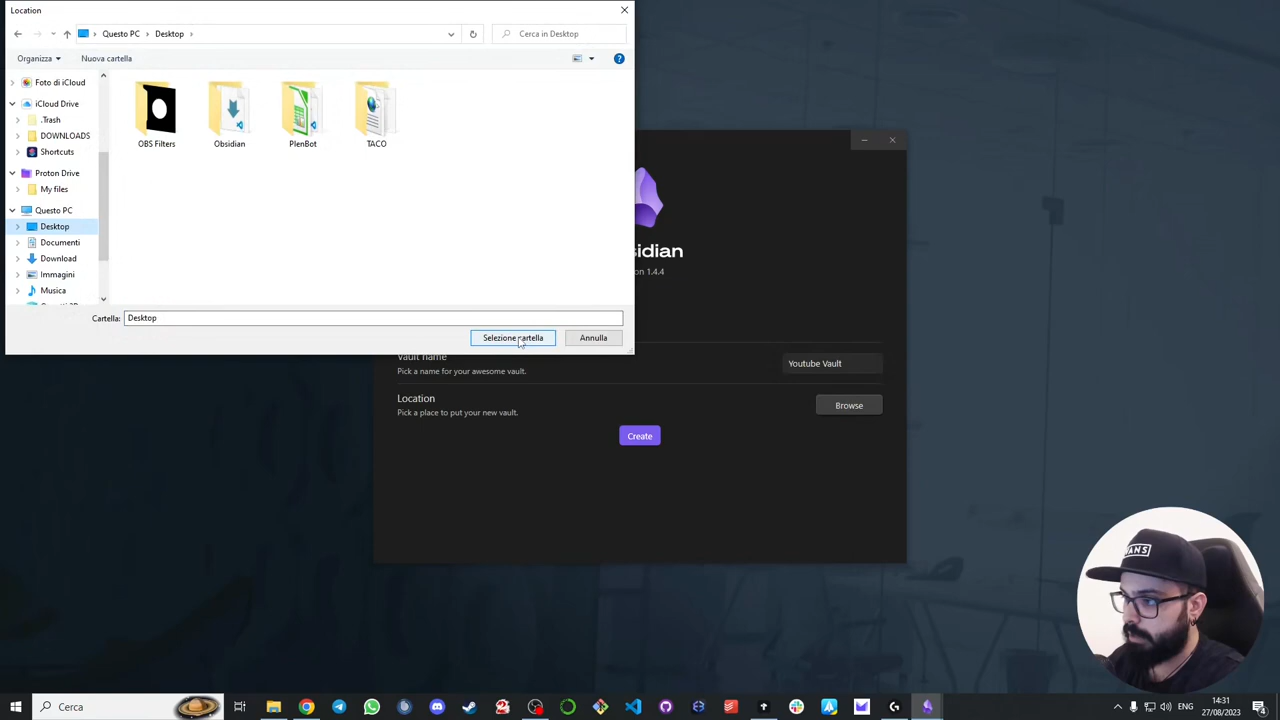 Location
Questo PC
Desktop
Cerca in Desktop
Organizza
Nuova cartella
Foto di iCloud
iCloud Drive
.Trash
DOWNLOADS
Shortcuts
Proton Drive
My files
Questo PC
Desktop
Documenti
Download
Immagini
Musica
OBS Filters
Obsidian
PlenBot
TACO
Cartella:
Desktop
Selezione cartella
Annulla
sidian
on 1.4.4
Vault name
Pick a name for your awesome vault.
Youtube Vault
Location
Pick a place to put your new vault.
Browse
Create
VANS
Cerca
ENG
14:31
27/08/2023